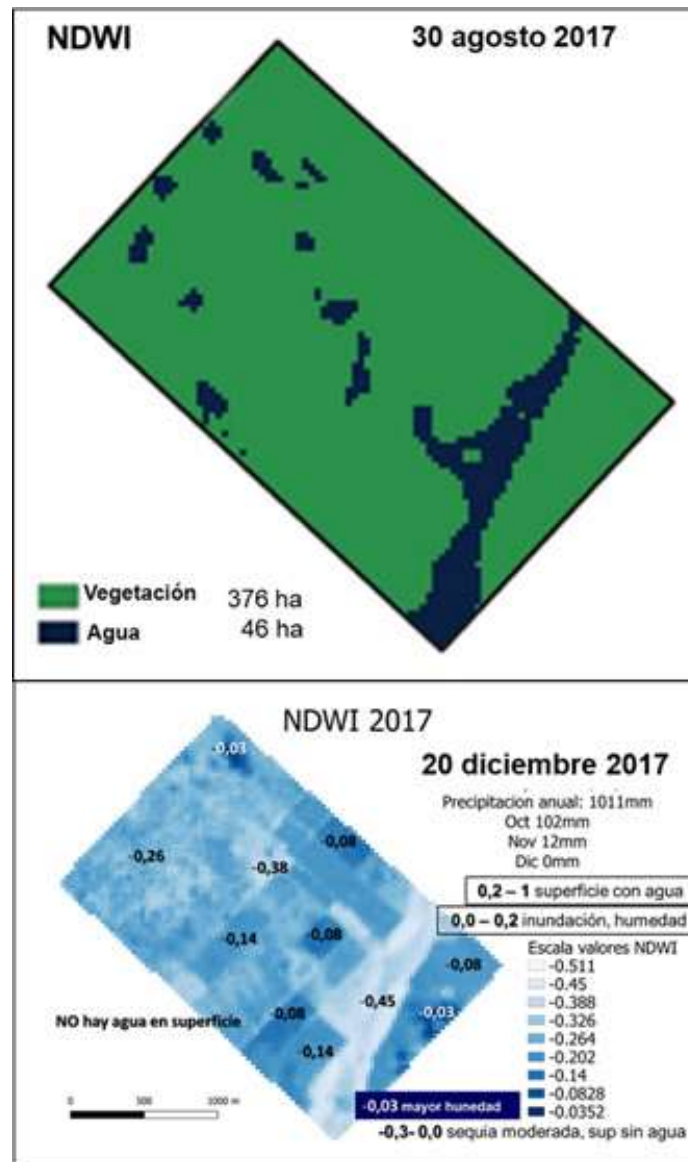 NDWI
30 agosto 2017
Vegetación 376 ha
Agua 46 ha
NDWI 2017
20 diciembre 2017
Precipitacion anual: 1011mm
Oct 102mm
Nov 12mm
Dic 0mm
0,2 – 1 superficie con agua
0,0 – 0,2 inundación, humedad
Escala valores NDWI
-0.511
-0.45
-0.388
-0.326
-0.264
-0.202
-0.14
-0.0828
-0.0352
-0,03
-0,08
-0,26
-0,38
-0,14
-0,08
-0,08
-0,45
-0,03
-0,08
-0,14
NO hay agua en superficie
0 500 1000 m
-0,03 mayor hunedad
-0,3- 0,0 sequia moderada, sup sin agua